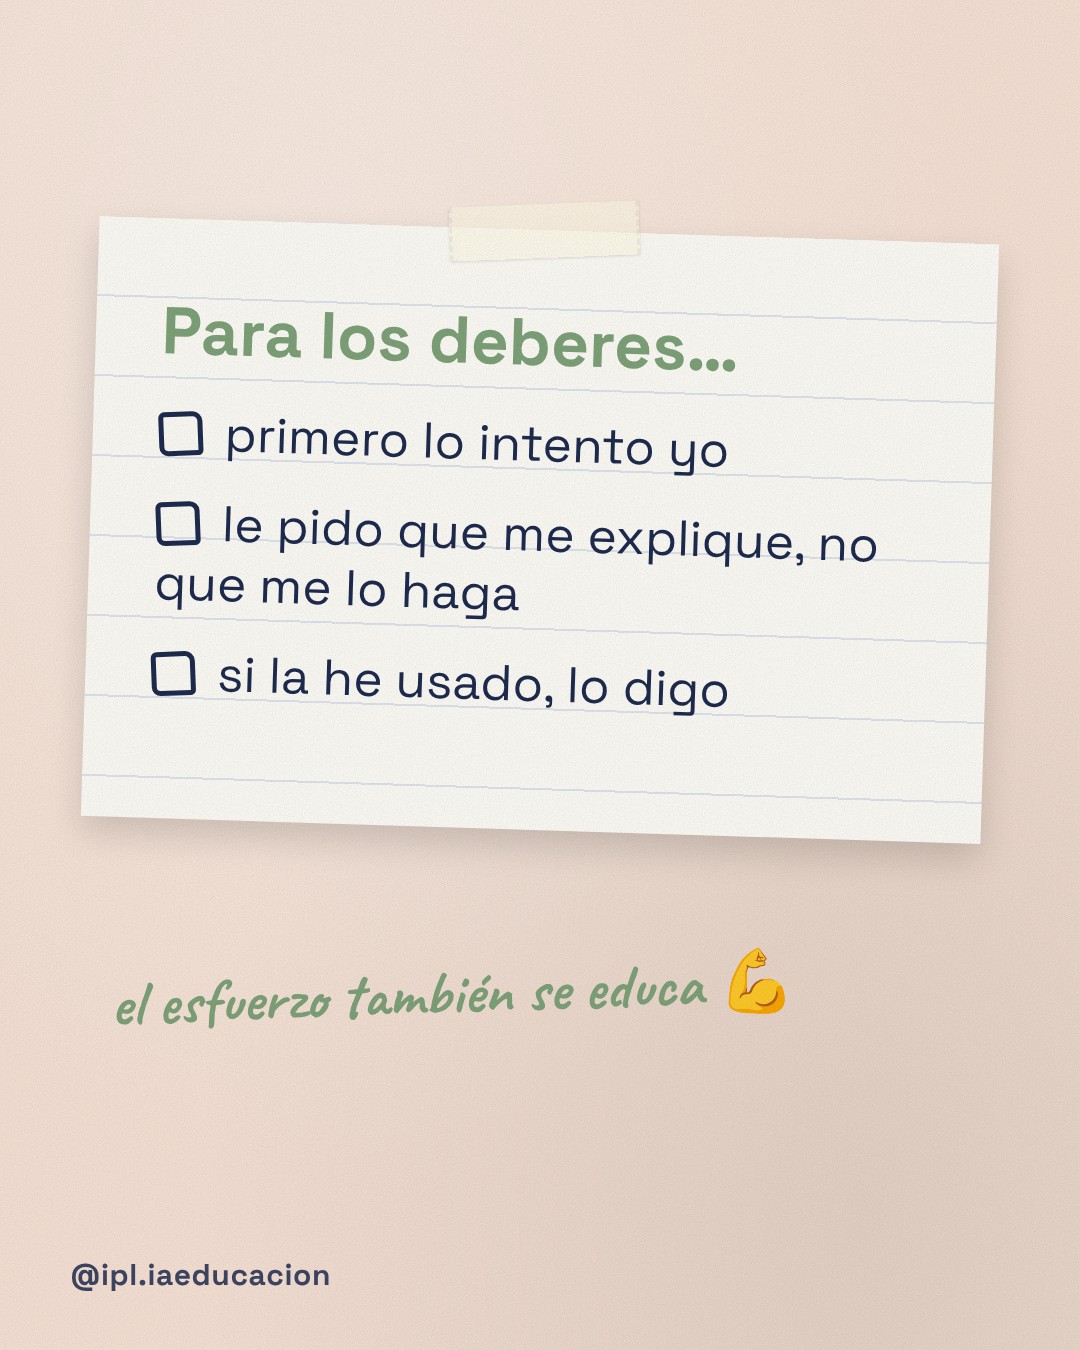 Para los deberes...
primero lo intento yo
le pido que me explique, no
que me lo haga
si la he usado, lo digo
el esfuerzo también se educa 💪
@ipl.iaeducacion